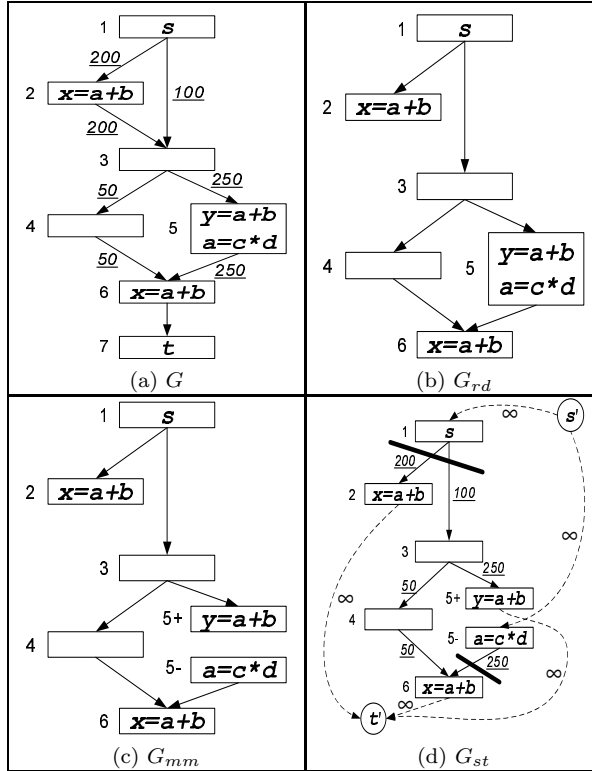 1 s
200
2 x=a+b 100
200
3
50 250
4 5 y=a+b
a=c*d
50 250
6 x=a+b
7 t
(a) G
1 s
2 x=a+b
3
4 5 y=a+b
a=c*d
6 x=a+b
(b) G_rd
1 s
2 x=a+b
3
5+ y=a+b
4
5- a=c*d
6 x=a+b
(c) G_mm
s'
∞
1 s
200
2 x=a+b 100
∞
3
50 250
∞ 5+ y=a+b
4
5- a=c*d
50 250
∞
6 x=a+b
∞
t'
(d) G_st